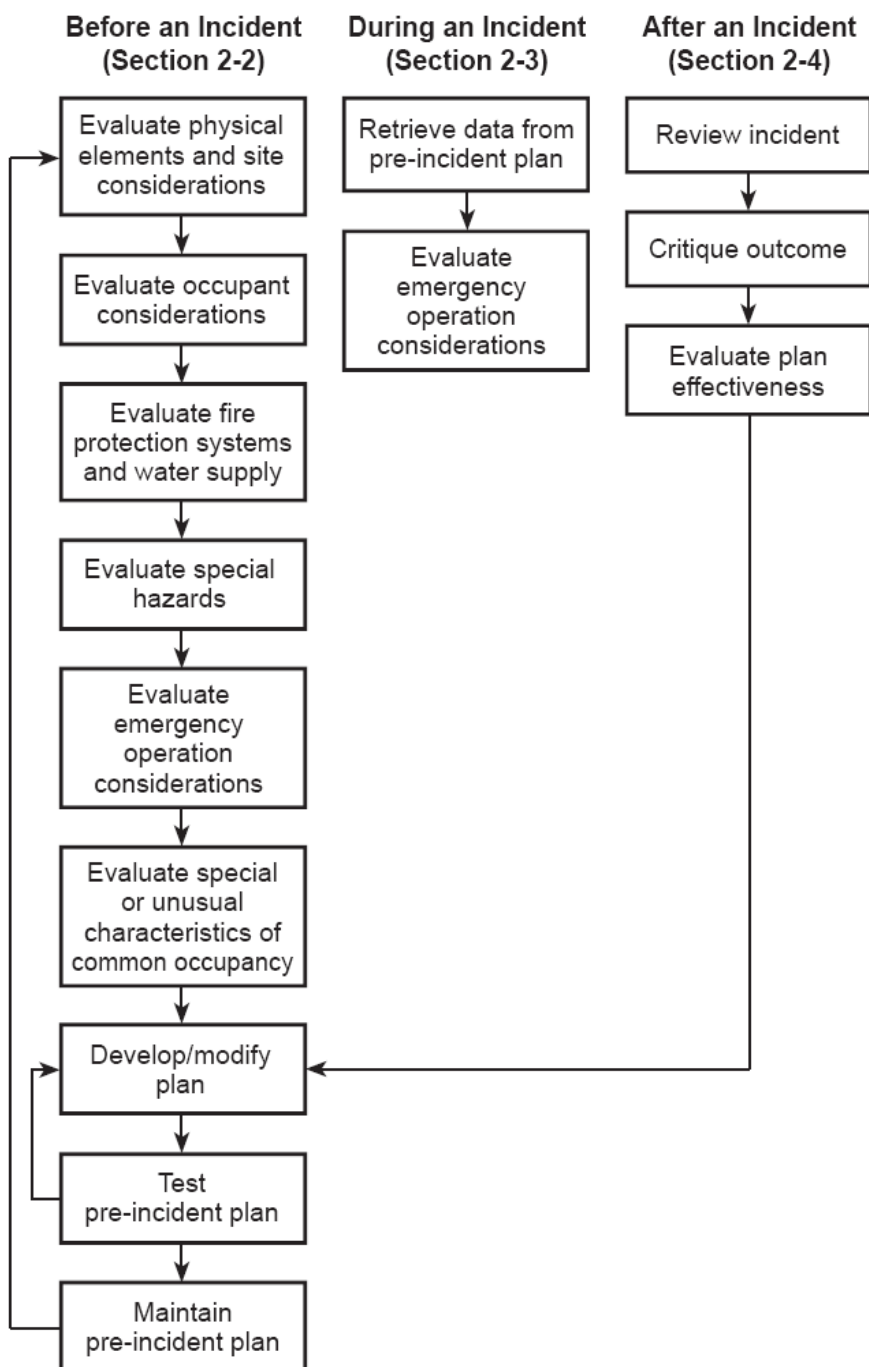 Before an Incident
(Section 2-2)
Evaluate physical
elements and site
considerations
Evaluate occupant
considerations
Evaluate fire
protection systems
and water supply
Evaluate special
hazards
Evaluate
emergency
operation
considerations
Evaluate special
or unusual
characteristics of
common occupancy
Develop/modify
plan
Test
pre-incident plan
Maintain
pre-incident plan
During an Incident
(Section 2-3)
Retrieve data from
pre-incident plan
Evaluate
emergency
operation
considerations
After an Incident
(Section 2-4)
Review incident
Critique outcome
Evaluate plan
effectiveness